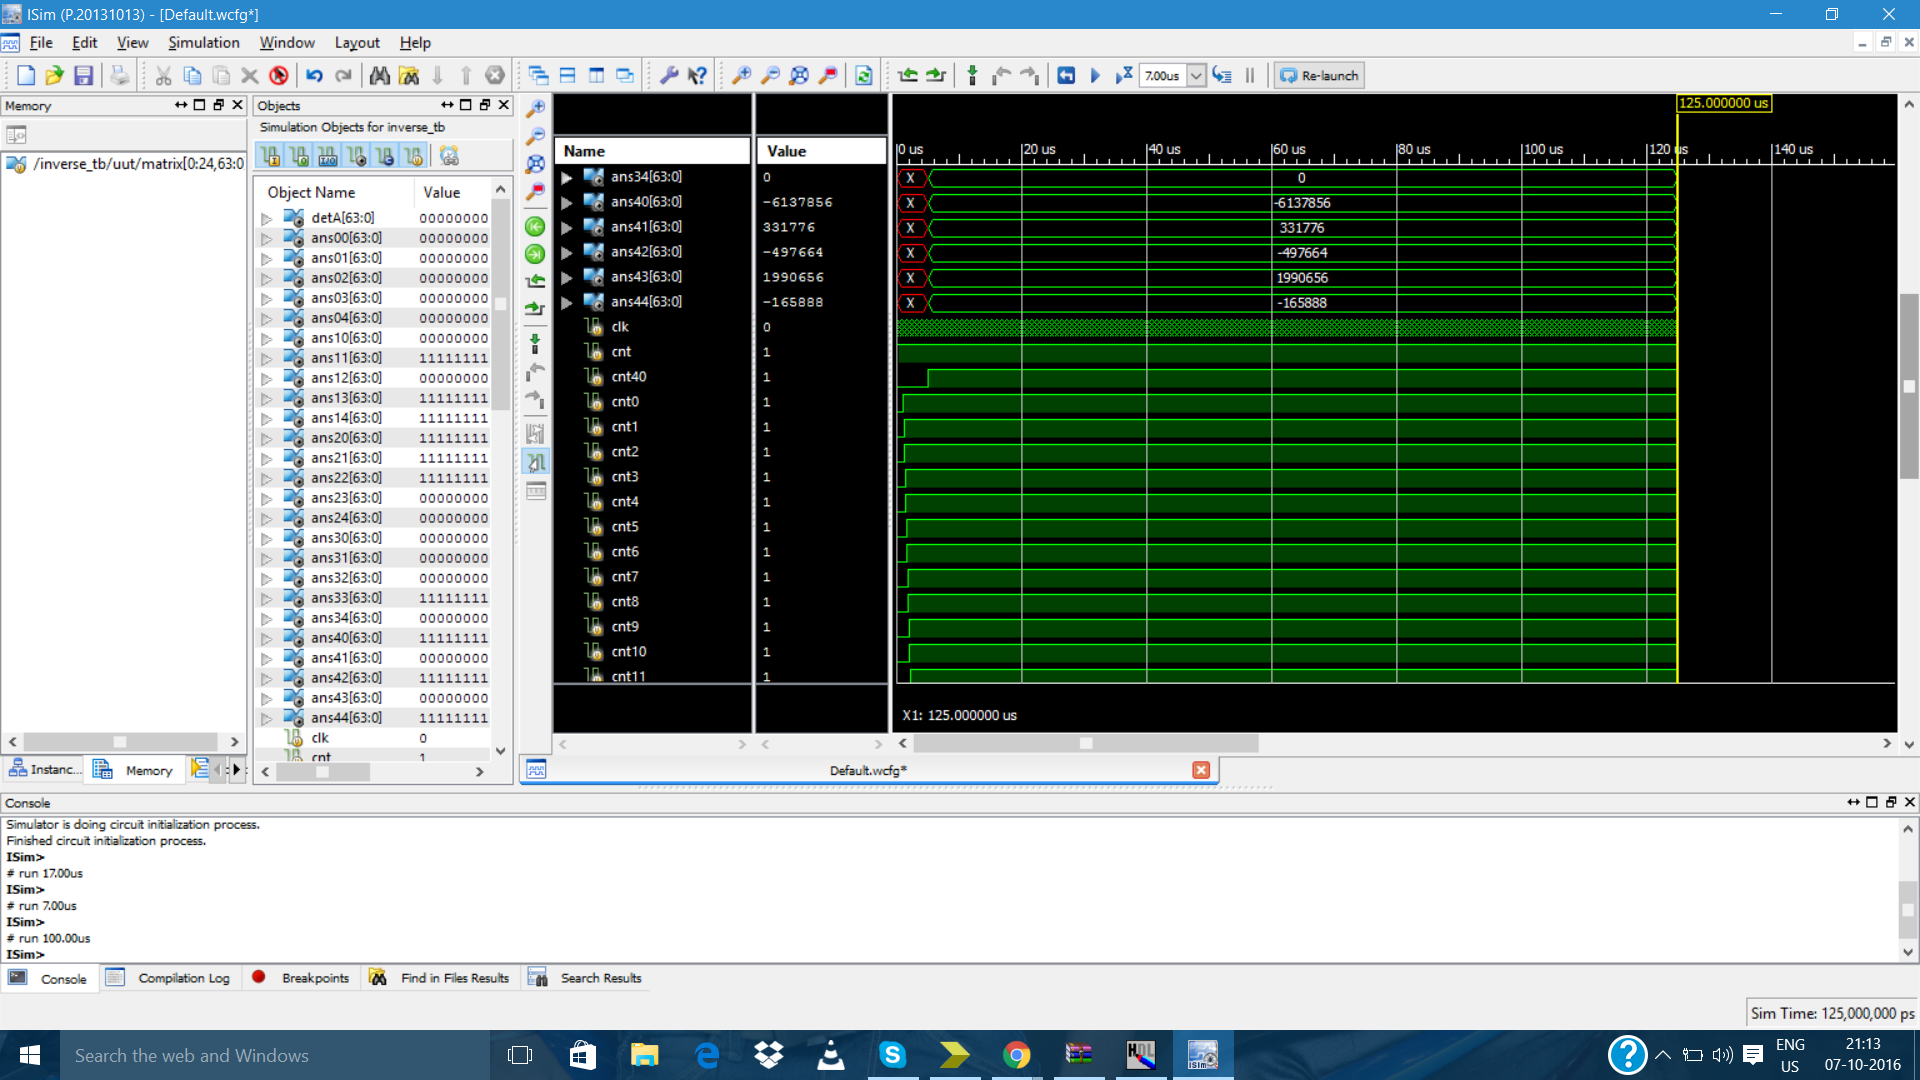 ISim (P.20131013) - [Default.wcfg*]
File Edit View Simulation Window Layout Help
7.00us
Re-launch
Memory
/inverse_tb/uut/matrix[0:24,63:0
Instanc...
Memory
Objects
Simulation Objects for inverse_tb
Object Name Value
detA[63:0] 00000000
ans00[63:0] 00000000
ans01[63:0] 00000000
ans02[63:0] 00000000
ans03[63:0] 00000000
ans04[63:0] 00000000
ans10[63:0] 00000000
ans11[63:0] 11111111
ans12[63:0] 00000000
ans13[63:0] 11111111
ans14[63:0] 11111111
ans20[63:0] 11111111
ans21[63:0] 11111111
ans22[63:0] 11111111
ans23[63:0] 00000000
ans24[63:0] 00000000
ans30[63:0] 00000000
ans31[63:0] 00000000
ans32[63:0] 00000000
ans33[63:0] 11111111
ans34[63:0] 00000000
ans40[63:0] 11111111
ans41[63:0] 00000000
ans42[63:0] 11111111
ans43[63:0] 00000000
ans44[63:0] 11111111
clk 0
cnt 1
125.000000 us
Name Value
0 us 20 us 40 us 60 us 80 us 100 us 120 us 140 us
ans34[63:0] 0 X 0
ans40[63:0] -6137856 X -6137856
ans41[63:0] 331776 X 331776
ans42[63:0] -497664 X -497664
ans43[63:0] 1990656 X 1990656
ans44[63:0] -165888 X -165888
clk 0
cnt 1
cnt40 1
cnt0 1
cnt1 1
cnt2 1
cnt3 1
cnt4 1
cnt5 1
cnt6 1
cnt7 1
cnt8 1
cnt9 1
cnt10 1
cnt11 1
X1: 125.000000 us
Default.wcfg*
Console
Simulator is doing circuit initialization process.
Finished circuit initialization process.
ISim>
# run 17.00us
ISim>
# run 7.00us
ISim>
# run 100.00us
ISim>
Console Compilation Log Breakpoints Find in Files Results Search Results
Sim Time: 125,000,000 ps
Search the web and Windows
ENG
US
21:13
07-10-2016